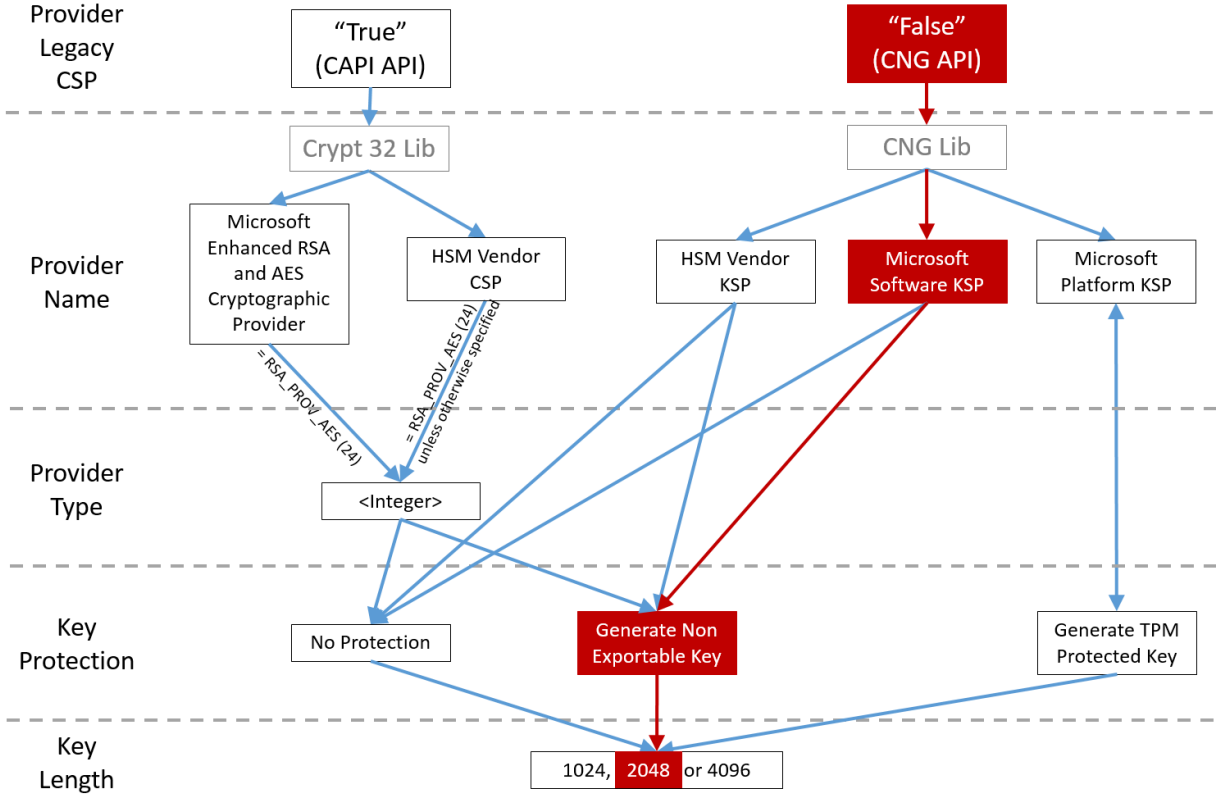 Provider
Legacy
CSP
“True”
(CAPI API)
“False”
(CNG API)
Crypt 32 Lib
CNG Lib
Provider
Name
Microsoft
Enhanced RSA
and AES
Cryptographic
Provider
HSM Vendor
CSP
HSM Vendor
KSP
Microsoft
Software KSP
Microsoft
Platform KSP
= RSA_PROV_AES (24)
= RSA_PROV_AES (24)
unless otherwise specified
Provider
Type
<Integer>
Key
Protection
No Protection
Generate Non
Exportable Key
Generate TPM
Protected Key
Key
Length
1024, 2048 or 4096